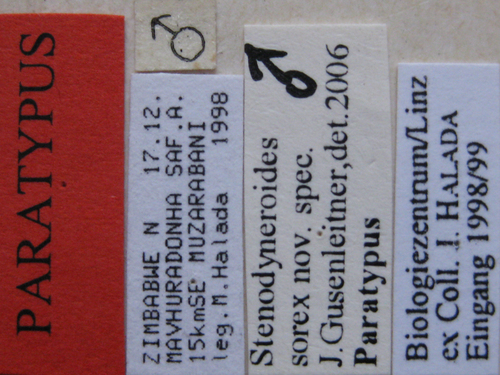 PARATYPUS
♂
ZIMBABWE N 17.12.
MAVHURADONHA SAF.A.
15kmSE MUZARABANI
leg.M.Halada 1998
♂
Stenodyneroides
sorex nov. spec.
J.Gusenleitner,det.2006
Paratypus
Biologiezentrum/Linz
ex Coll. J. HALADA
Eingang 1998/99